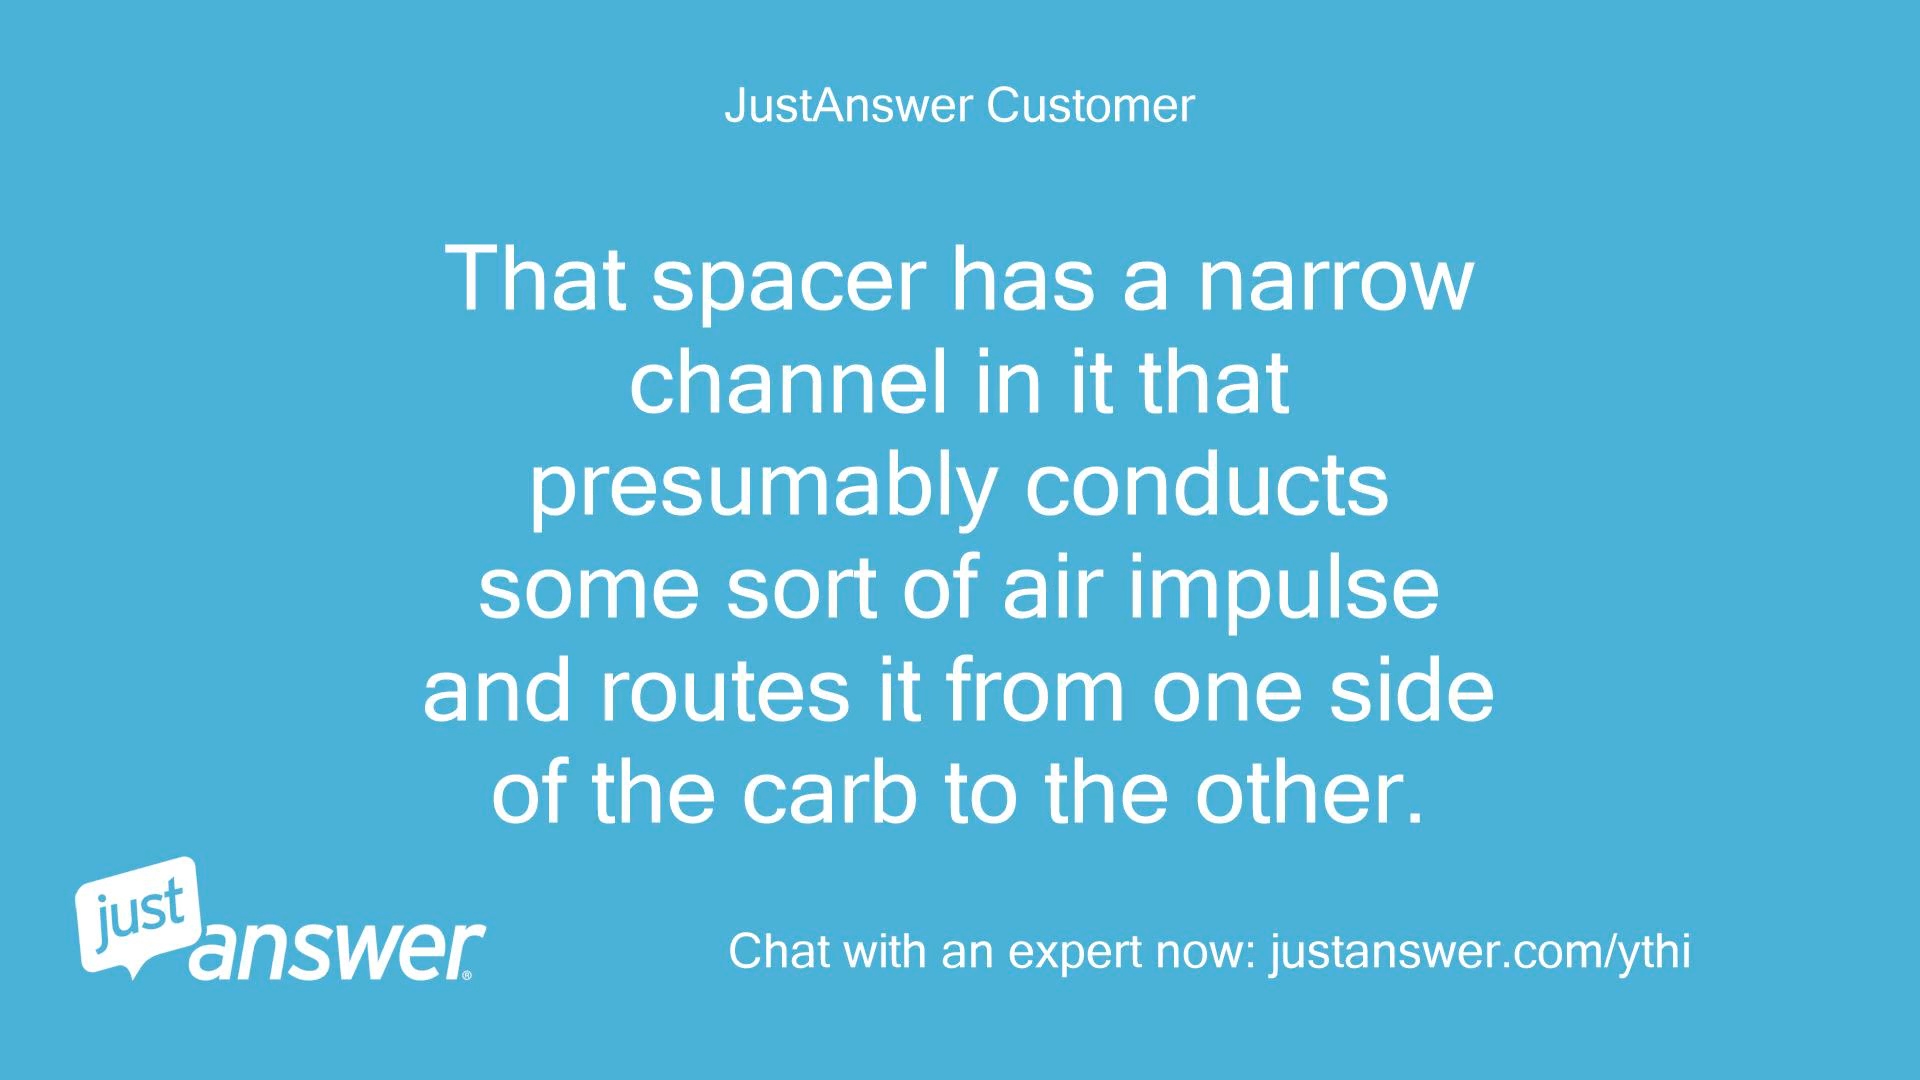 JustAnswer Customer
That spacer has a narrow
channel in it that
presumably conducts
some sort of air impulse
and routes it from one side
of the carb to the other.
just
answer®
Chat with an expert now: justanswer.com/ythi